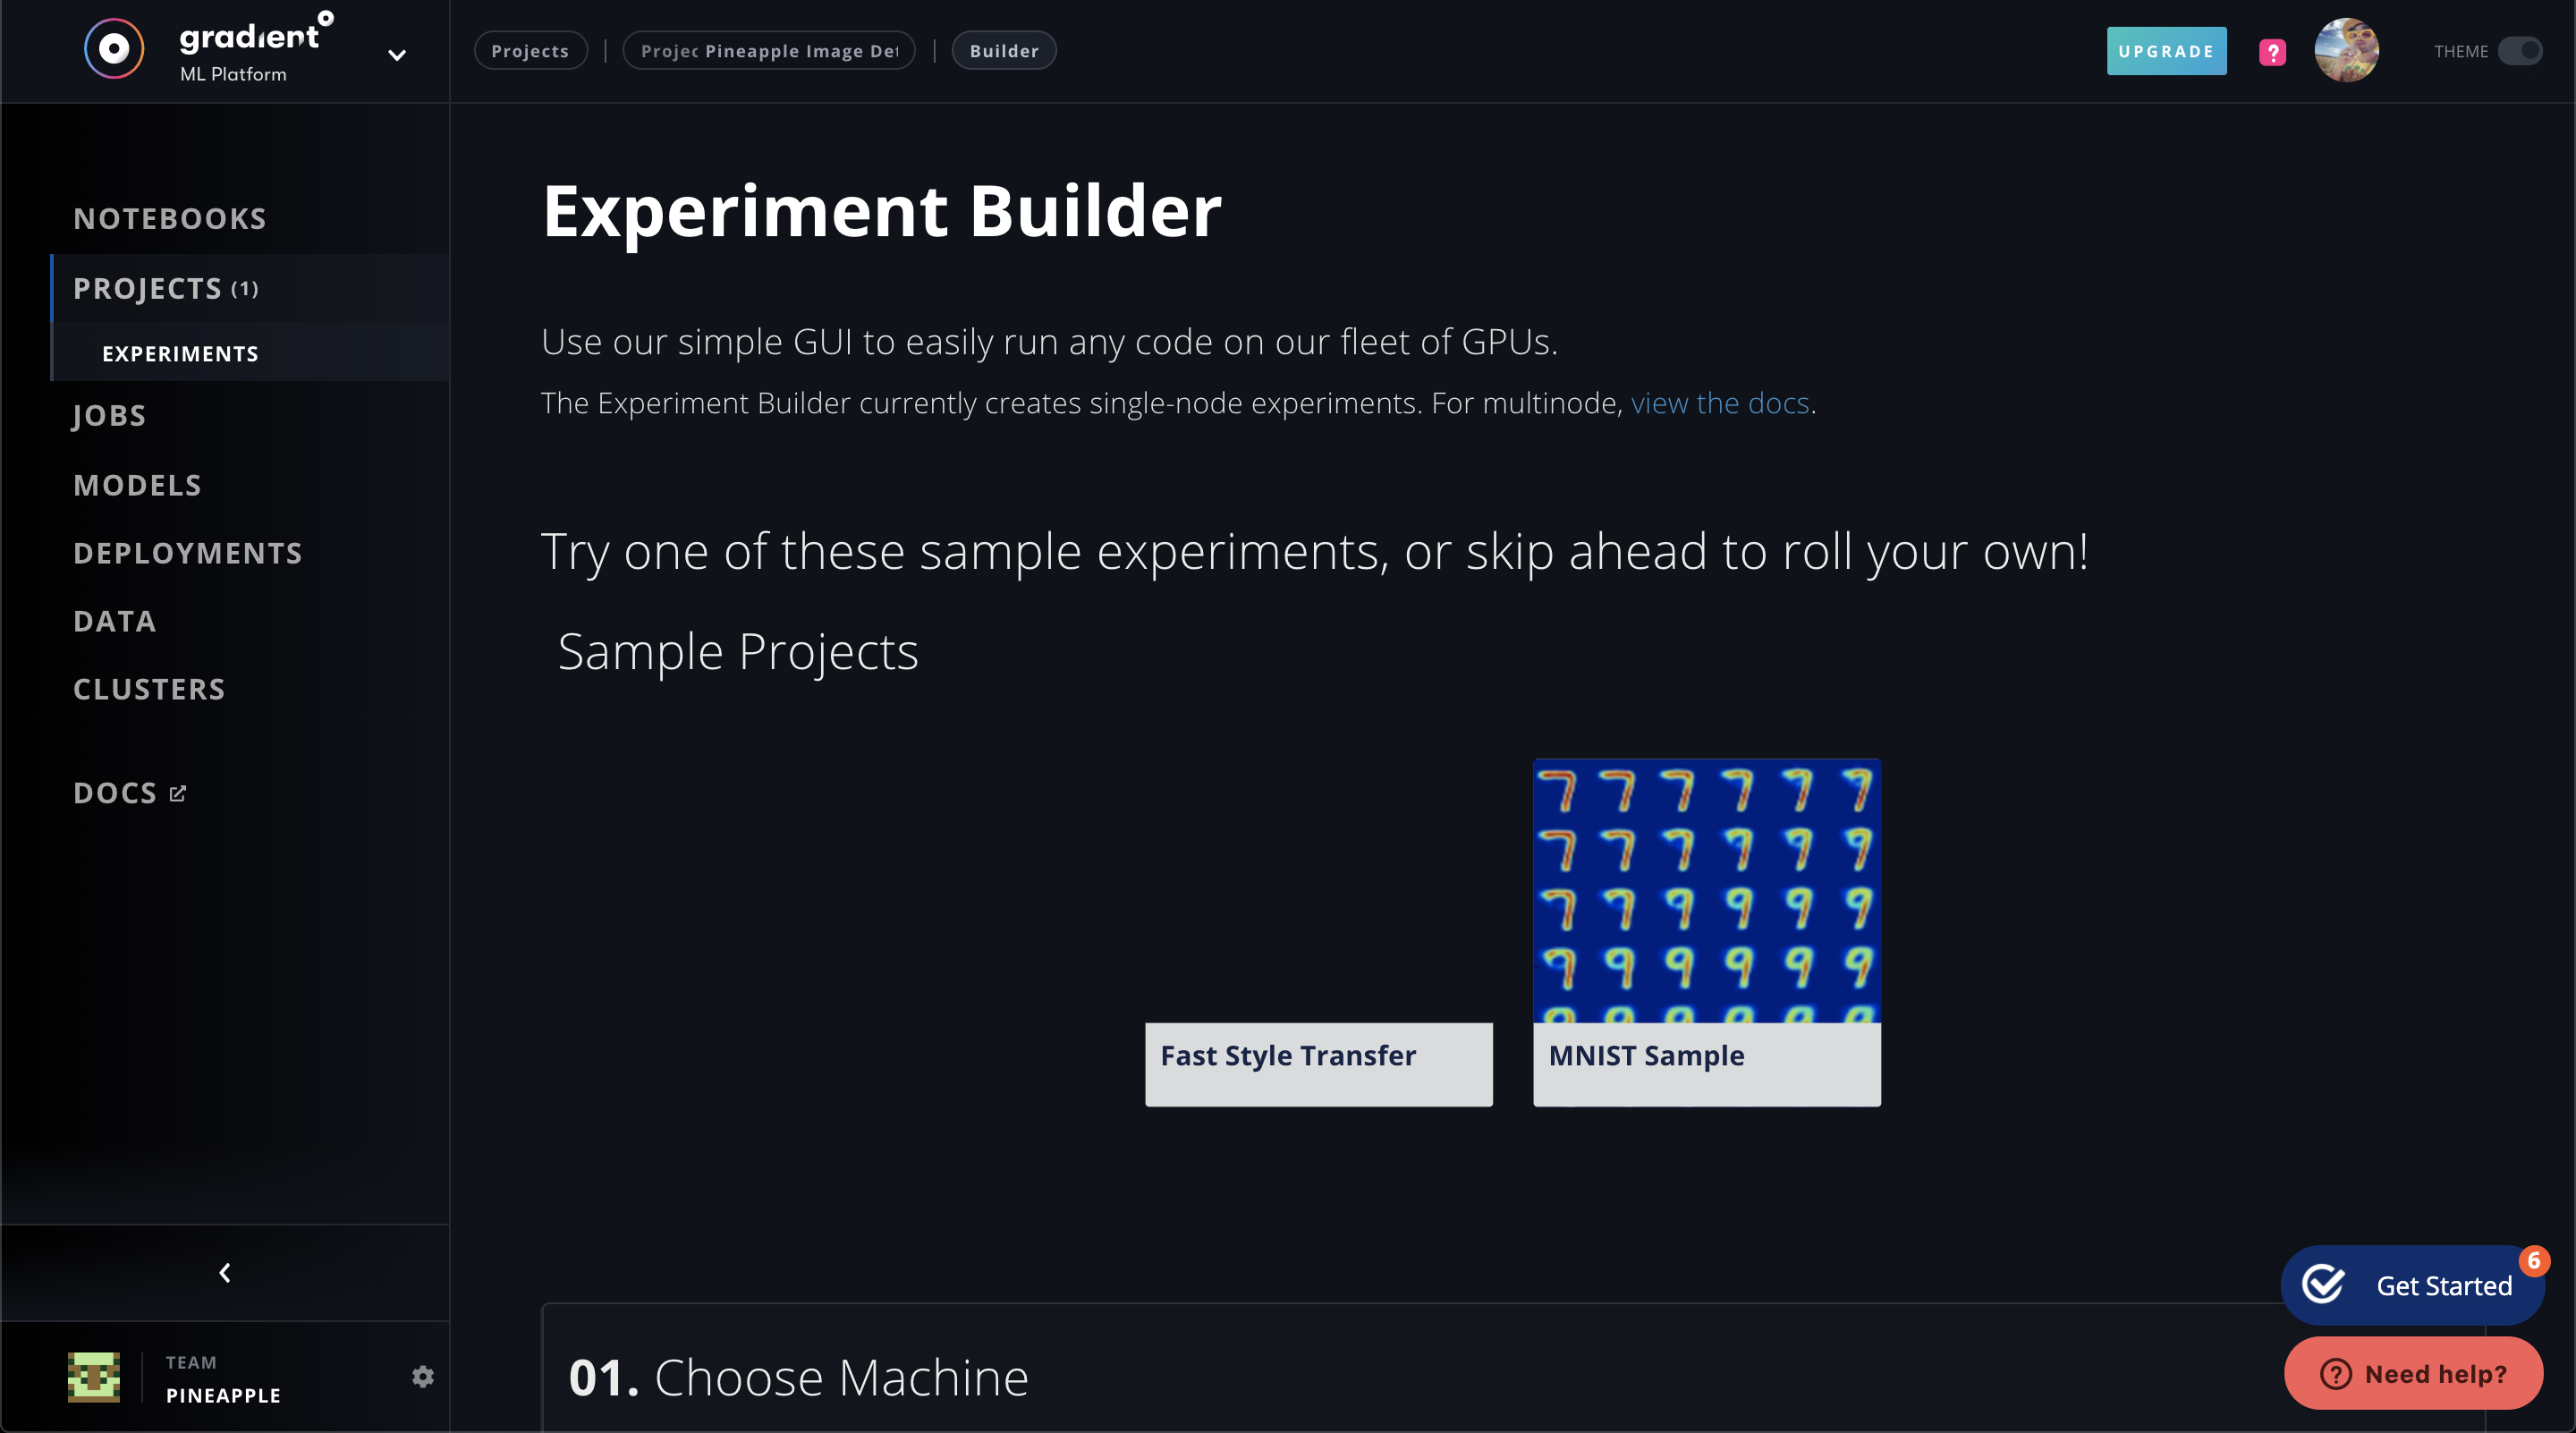 gradient
ML Platform
Projects | Projec Pineapple Image Det | Builder
UPGRADE
?
THEME
NOTEBOOKS
PROJECTS (1)
EXPERIMENTS
JOBS
MODELS
DEPLOYMENTS
DATA
CLUSTERS
DOCS
TEAM
PINEAPPLE
Experiment Builder
Use our simple GUI to easily run any code on our fleet of GPUs.
The Experiment Builder currently creates single-node experiments. For multinode, view the docs.
Try one of these sample experiments, or skip ahead to roll your own!
Sample Projects
Fast Style Transfer
MNIST Sample
01. Choose Machine
Get Started
6
Need help?